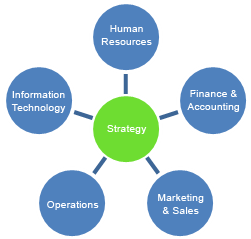 Human
Resources
Information
Technology
Finance &
Accounting
Strategy
Operations
Marketing
& Sales